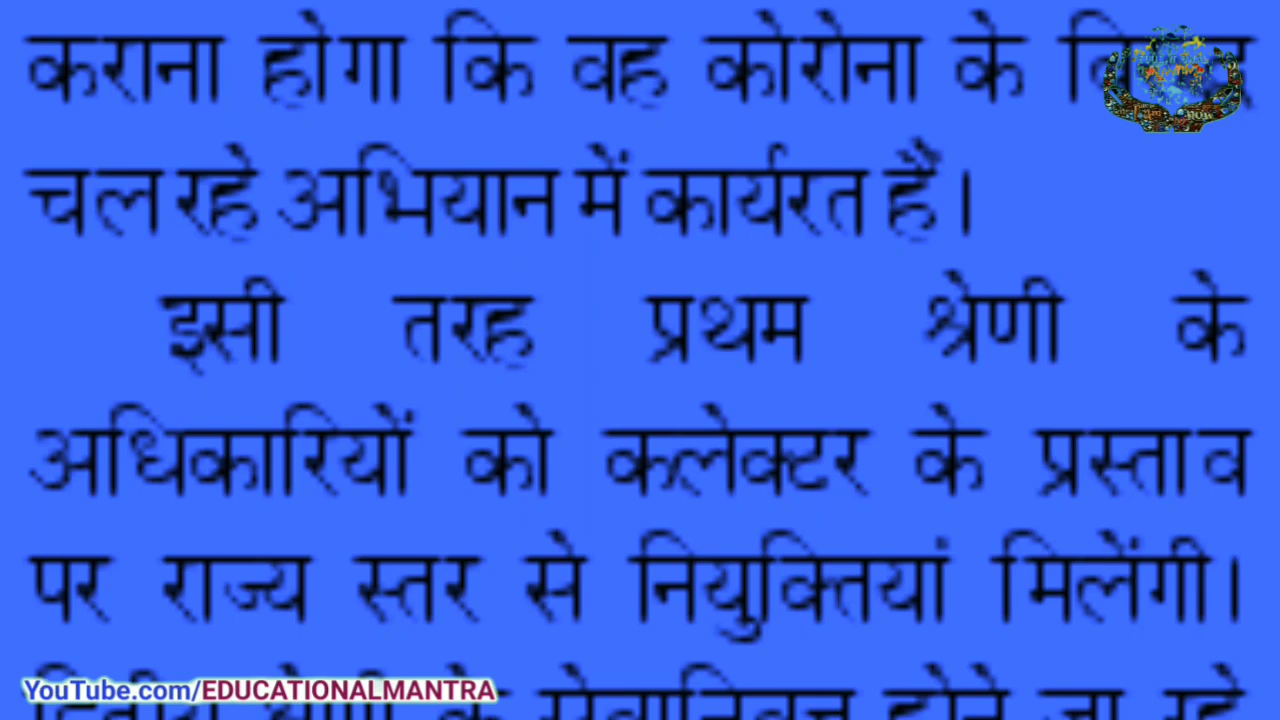 कराना होगा कि वह कोरोना के
चल रहे अभियान में कार्यरत हैं।
इसी तरह प्रथम श्रेणी के
अधिकारियों को कलेक्टर के प्रस्ताव
पर राज्य स्तर से नियुक्तियां मिलेंगी।
YouTube.com/EDUCATIONALMANTRA